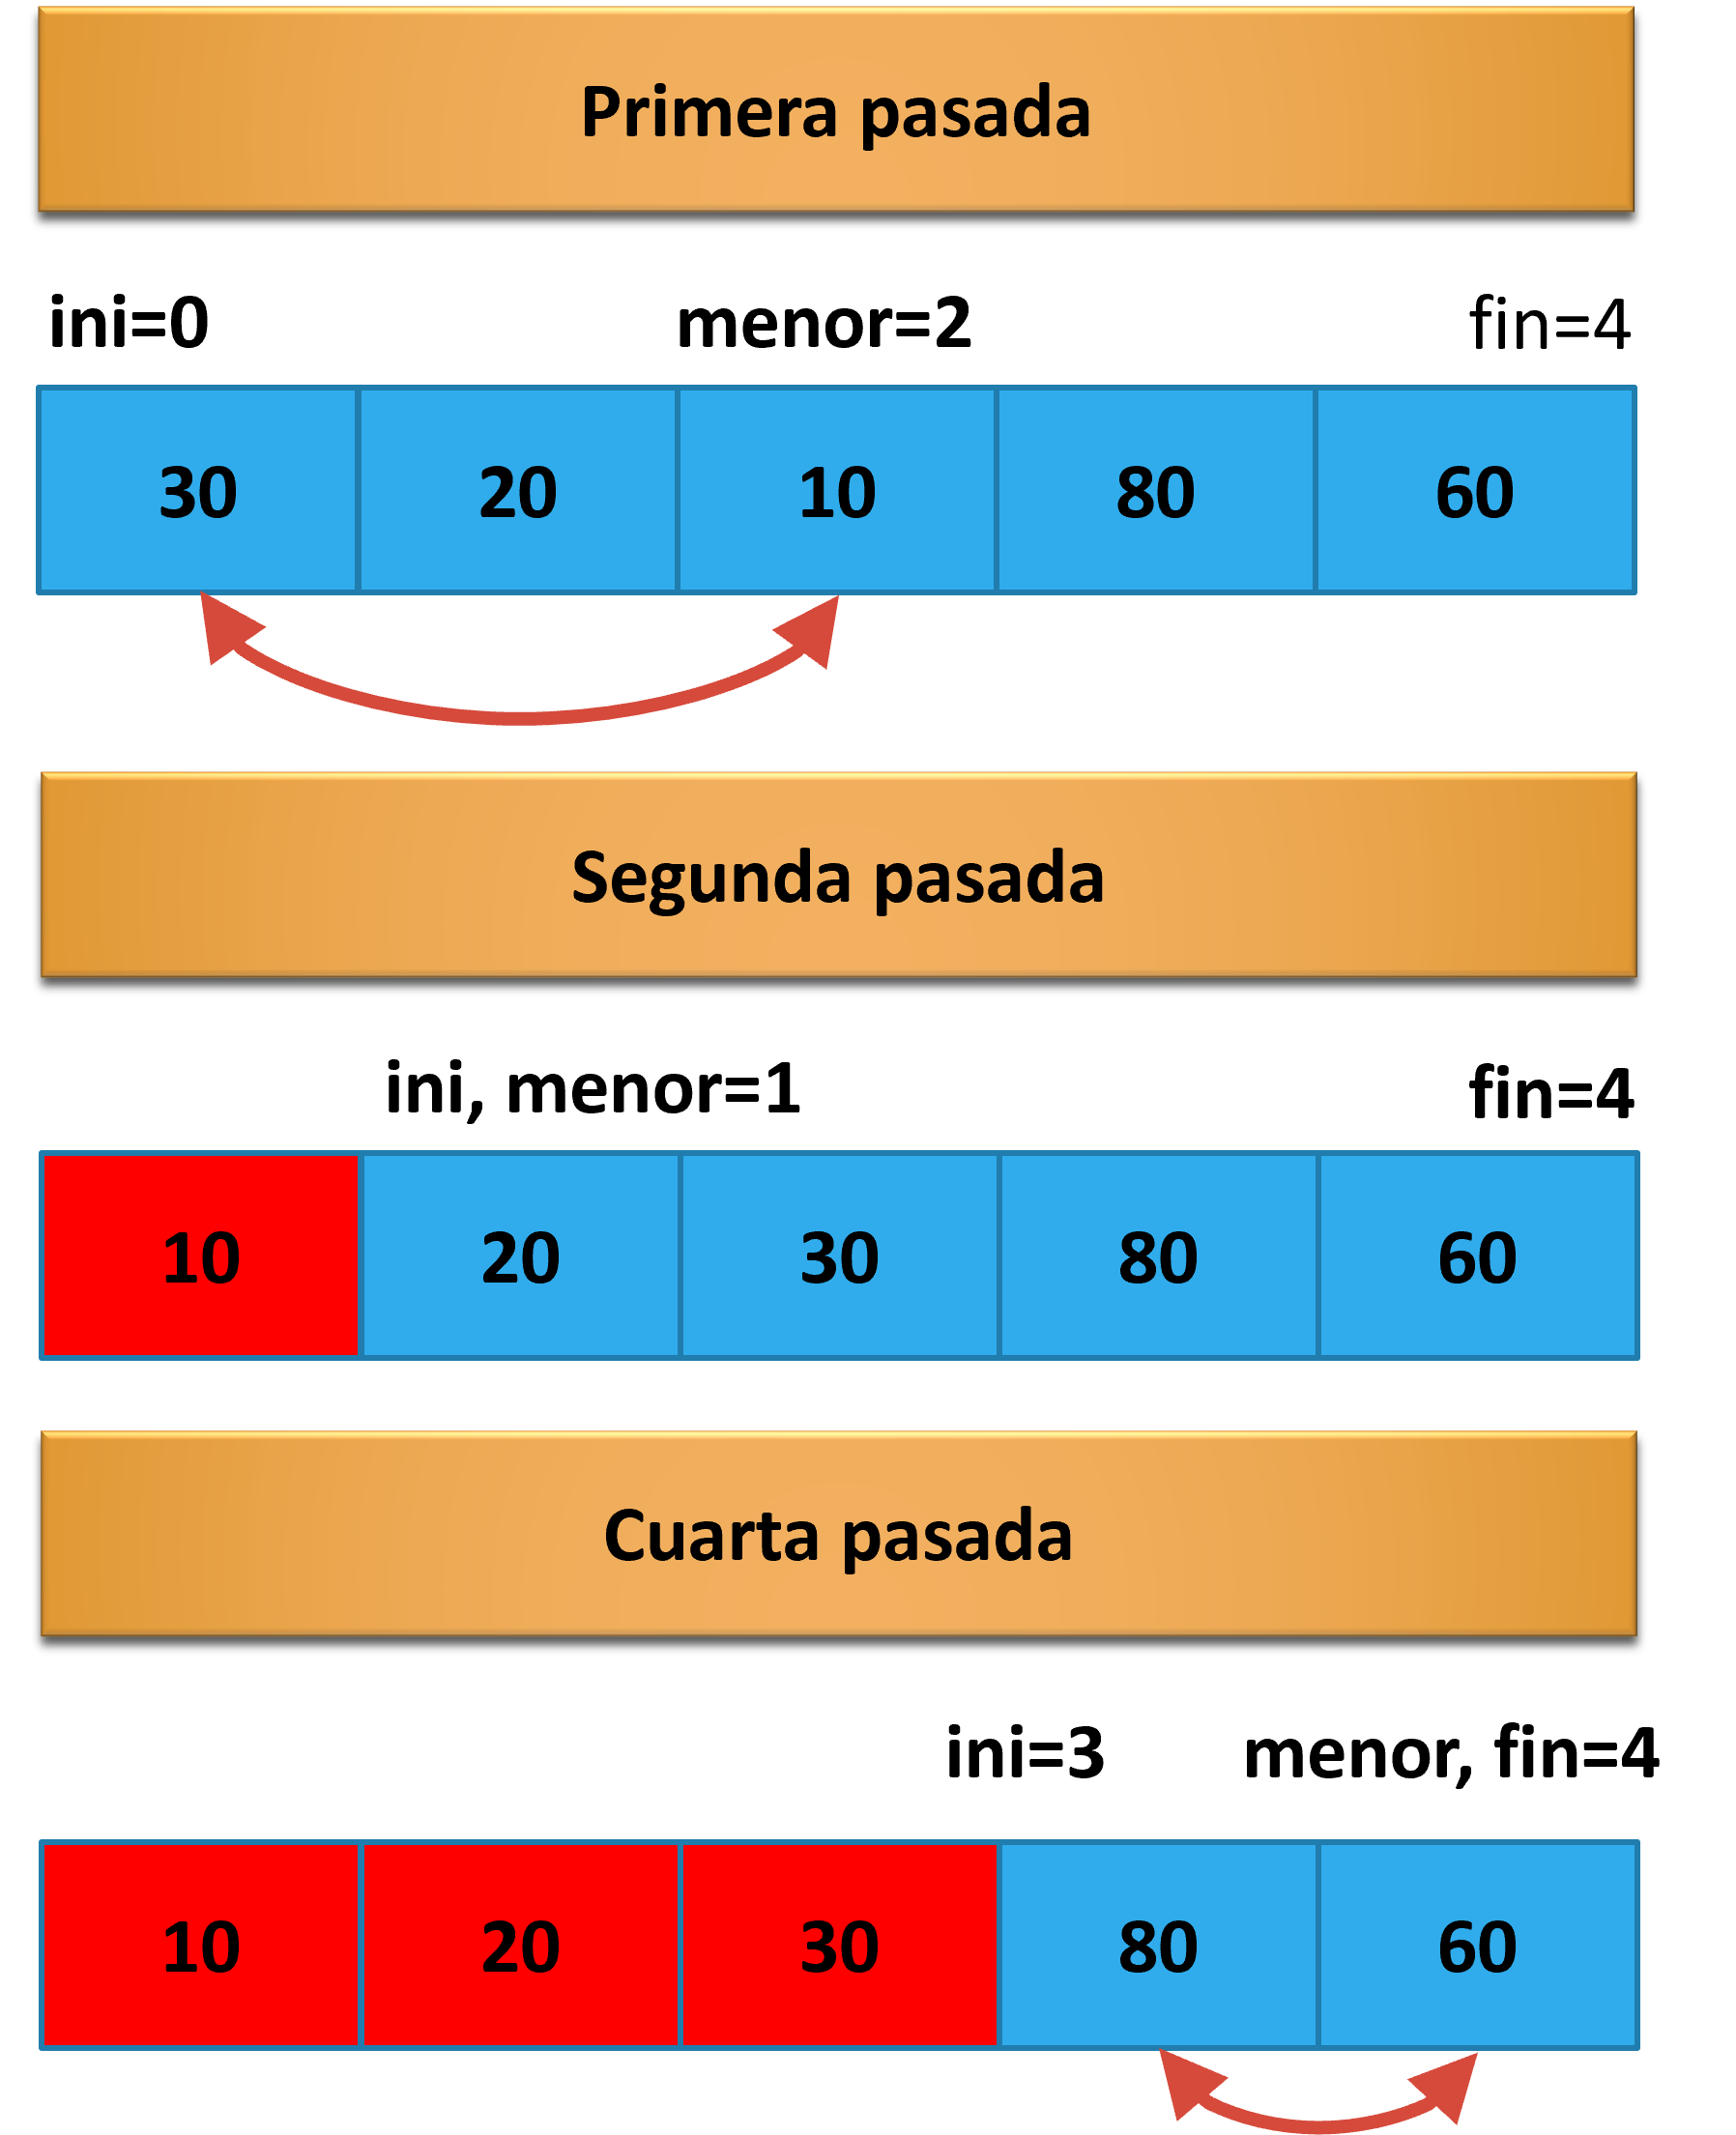 Primera pasada
ini=0 menor=2 fin=4
30 20 10 80 60
Segunda pasada
ini, menor=1 fin=4
10 20 30 80 60
Cuarta pasada
ini=3 menor, fin=4
10 20 30 80 60